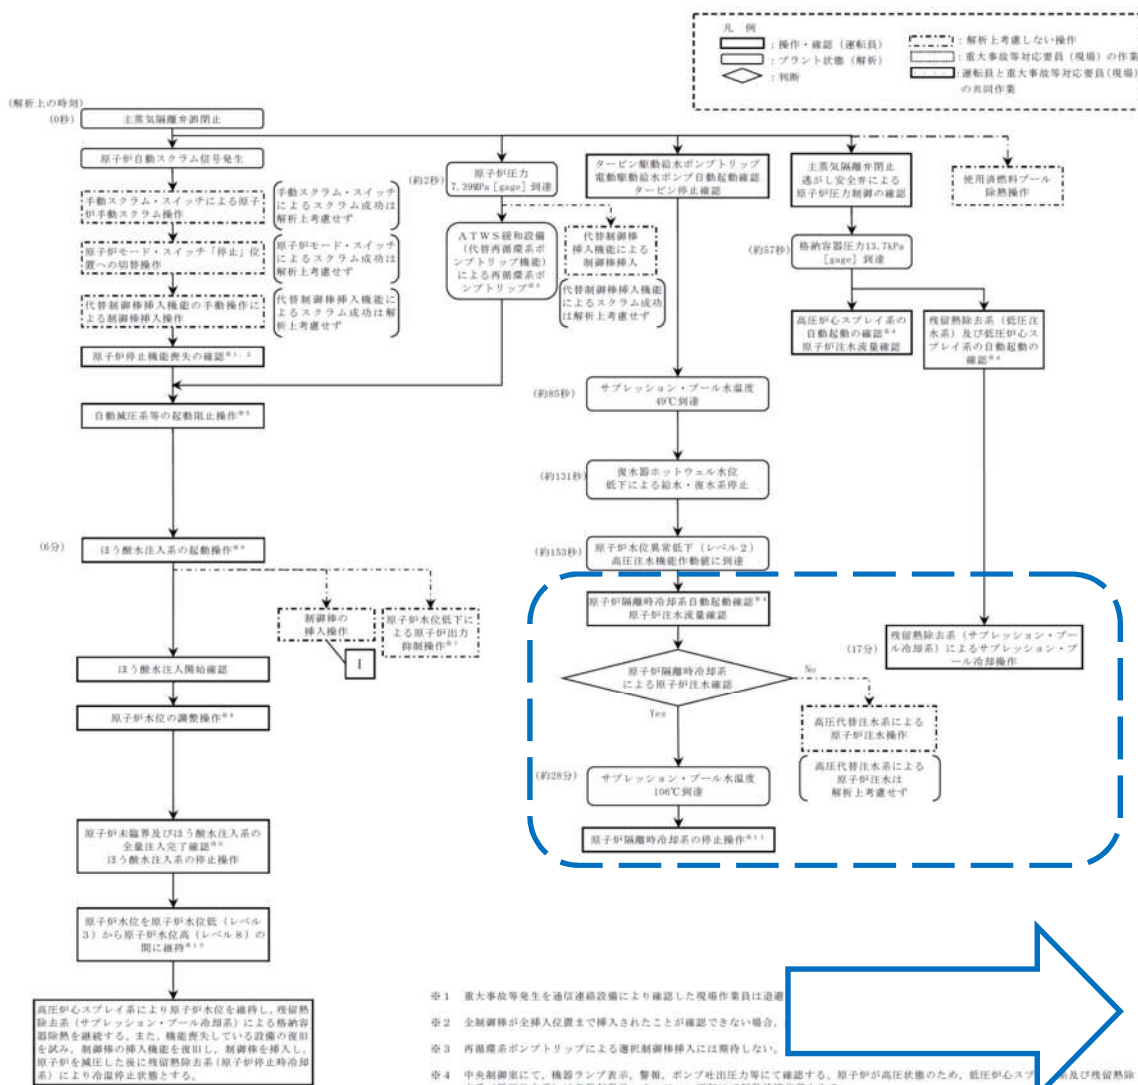 凡 例
：操作・確認（運転員）
：プラント状態（解析）
：判断
：解析上考慮しない操作
：重大事故等対応要員（現場）の作業
：運転員と重大事故等対応要員（現場）
の共同作業
（解析上の時刻）
（0秒）
主蒸気隔離弁誤閉止
原子炉自動スクラム信号発生
手動スクラム・スイッチによる原子
炉手動スクラム操作
手動スクラム・スイッチ
によるスクラム成功は
解析上考慮せず
原子炉モード・スイッチ「停止」位
置への切替操作
原子炉モード・スイッチ
によるスクラム成功は
解析上考慮せず
代替制御棒挿入機能の手動操作に
よる制御棒挿入操作
代替制御棒挿入機能に
よるスクラム成功は解
析上考慮せず
原子炉停止機能喪失の確認※１，２
自動減圧系等の起動阻止操作※５
（6分）
ほう酸水注入系の起動操作※６
制御棒の
挿入操作
I
原子炉水位低下に
よる原子炉出力
抑制操作※７
ほう酸水注入開始確認
原子炉水位の調整操作※８
原子炉未臨界及びほう酸水注入系の
全量注入完了確認※９
ほう酸水注入系の停止操作
原子炉水位を原子炉水位低（レベル
３）から原子炉水位高（レベル８）の
間に維持※１０
高圧炉心スプレイ系により原子炉水位を維持し，残留熱
除去系（サプレッション・プール冷却系）による格納容
器除熱を継続する。また，機能喪失している設備の復旧
を試み，制御棒の挿入機能を復旧し，制御棒を挿入し，
原子炉を減圧した後に残留熱除去系（原子炉停止時冷却
系）により冷温停止状態とする。
（約2秒）
原子炉圧力
7.39MPa［gage］到達
ＡＴＷＳ緩和設備
（代替再循環系ポ
ンプトリップ機能）
による再循環系ポ
ンプトリップ※３
代替制御棒
挿入機能による
制御棒挿入
代替制御棒挿入機能
によるスクラム成功
は解析上考慮せず
タービン駆動給水ポンプトリップ
電動駆動給水ポンプ自動起動確認
タービン停止確認
主蒸気隔離弁閉止
逃がし安全弁による
原子炉圧力制御の確認
使用済燃料プール
除熱操作
（約57秒）
格納容器圧力13.7kPa
［gage］到達
高圧炉心スプレイ系の
自動起動の確認※４
原子炉注水流量確認
残留熱除去系（低圧注
水系）及び低圧炉心ス
プレイ系の自動起動の
確認※４
（約85秒）
サプレッション・プール水温度
49℃到達
（約131秒）
復水器ホットウェル水位
低下による給水・復水系停止
（約153秒）
原子炉水位異常低下（レベル２）
高圧注水機能作動値に到達
原子炉隔離時冷却系自動起動確認※４
原子炉注水流量確認
原子炉隔離時冷却系
による原子炉注水確認
No
Yes
高圧代替注水系による
原子炉注水操作
高圧代替注水系による
原子炉注水は
解析上考慮せず
（17分）
残留熱除去系（サプレッション・プー
ル冷却系）によるサプレッション・プ
ール冷却操作
（約28分）
サプレッション・プール水温度
106℃到達
原子炉隔離時冷却系の停止操作※１１
※１ 重大事故等発生を通信連絡設備により確認した現場作業員は退避
※２ 全制御棒が全挿入位置まで挿入されたことが確認できない場合，
※３ 再循環系ポンプトリップによる選択制御棒挿入には期待しない。
※４ 中央制御室にて，機器ランプ表示，警報，ポンプ吐出圧力等にて確認する。原子炉が高圧状態のため，低圧炉心スプ 系及び残留熱除